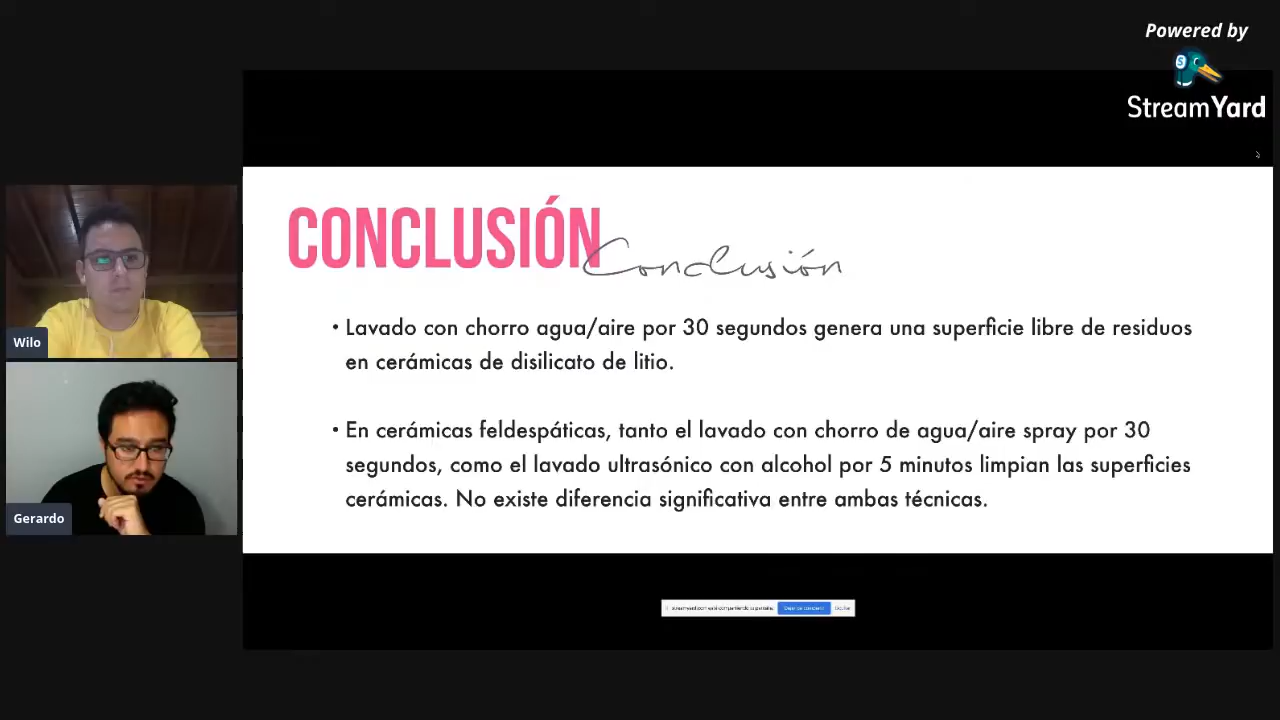 Powered by
StreamYard
CONCLUSIÓN
Conclusión
• Lavado con chorro agua/aire por 30 segundos genera una superficie libre de residuos
en cerámicas de disilicato de litio.
• En cerámicas feldespáticas, tanto el lavado con chorro de agua/aire spray por 30
segundos, como el lavado ultrasónico con alcohol por 5 minutos limpian las superficies
cerámicas. No existe diferencia significativa entre ambas técnicas.
Wilo
Gerardo